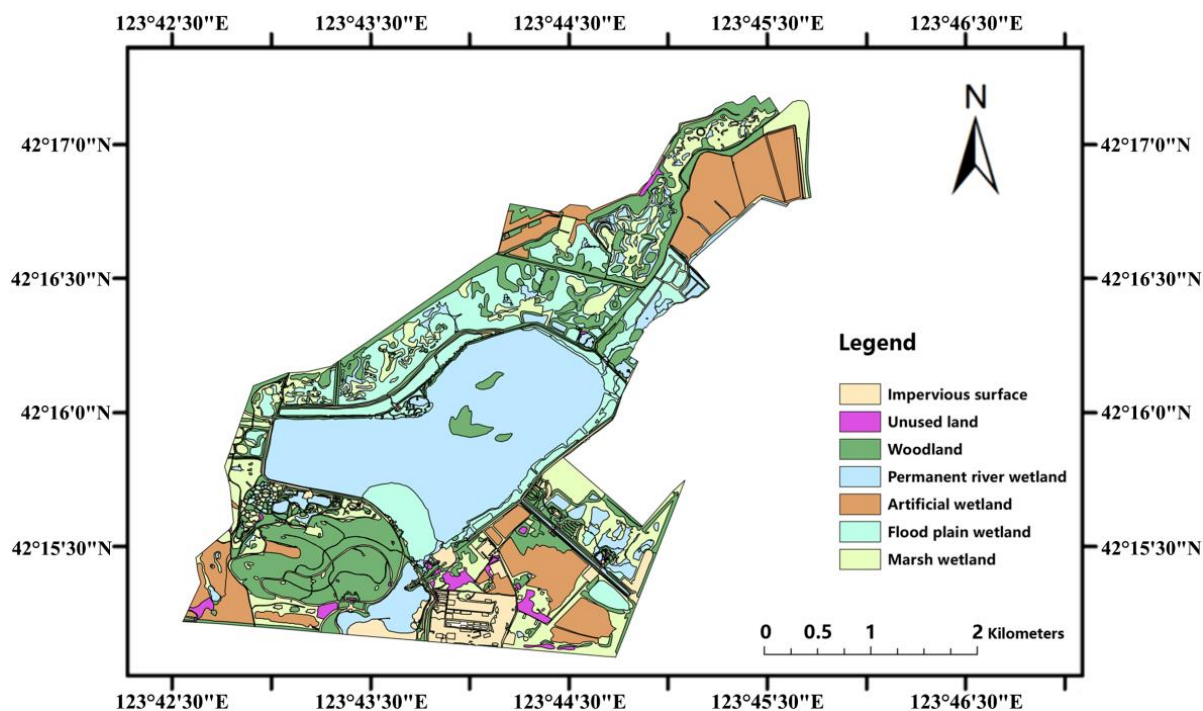 123°42'30"E 123°43'30"E 123°44'30"E 123°45'30"E 123°46'30"E
N
42°17'0"N 42°17'0"N
42°16'30"N 42°16'30"N
Legend
Impervious surface
42°16'0"N 42°16'0"N
Unused land
Woodland
Permanent river wetland
Artificial wetland
Flood plain wetland
42°15'30"N 42°15'30"N
Marsh wetland
0 0.5 1 2 Kilometers
123°42'30"E 123°43'30"E 123°44'30"E 123°45'30"E 123°46'30"E